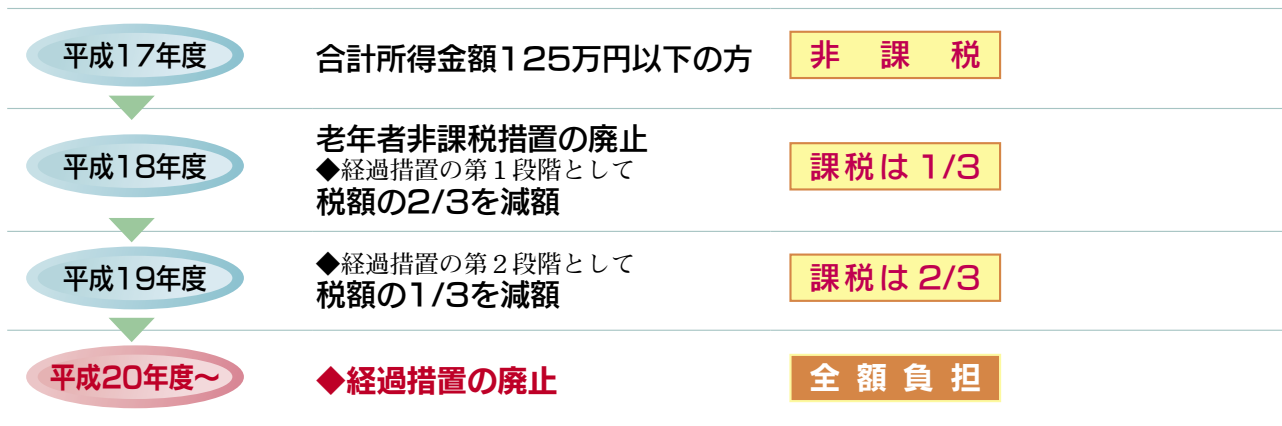 平成17年度
合計所得金額125万円以下の方
非課税
平成18年度
老年者非課税措置の廃止
◆経過措置の第1段階として
税額の2/3を減額
課税は 1/3
平成19年度
◆経過措置の第2段階として
税額の1/3を減額
課税は 2/3
平成20年度〜
◆経過措置の廃止
全額負担